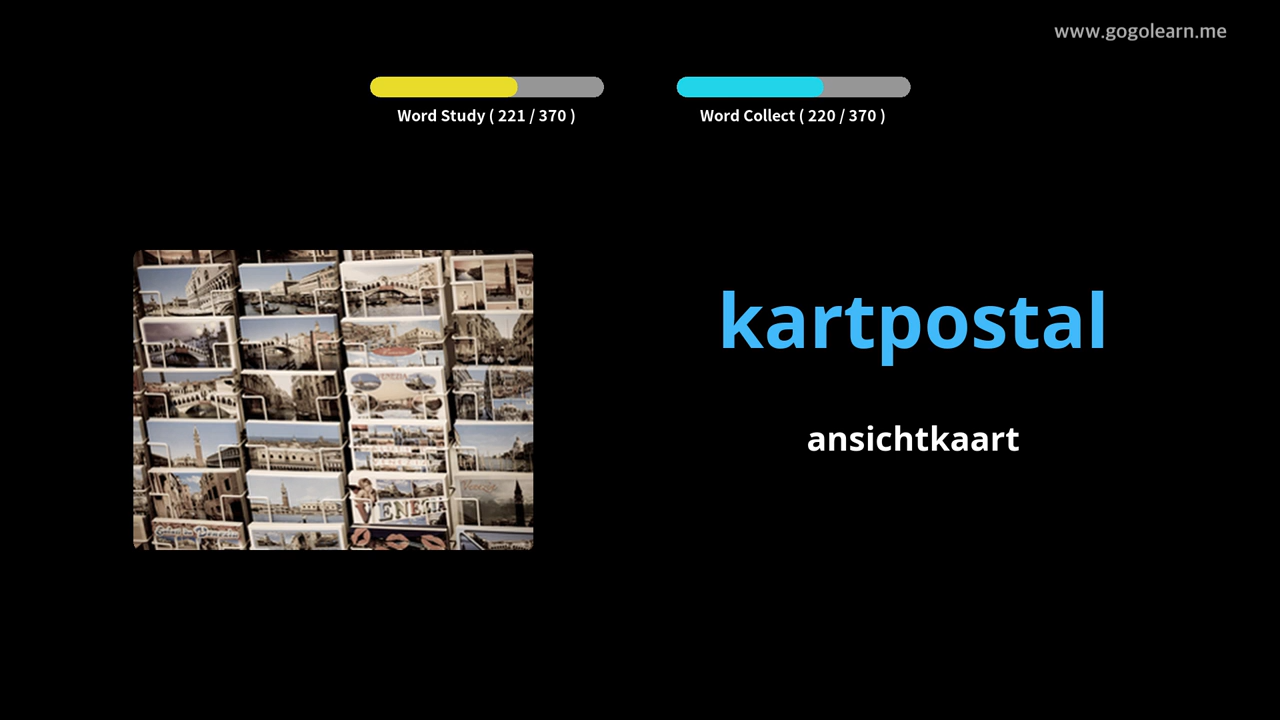 www.gogolearn.me
Word Study ( 221 / 370 )
Word Collect ( 220 / 370 )
kartpostal
ansichtkaart
VENEZIA